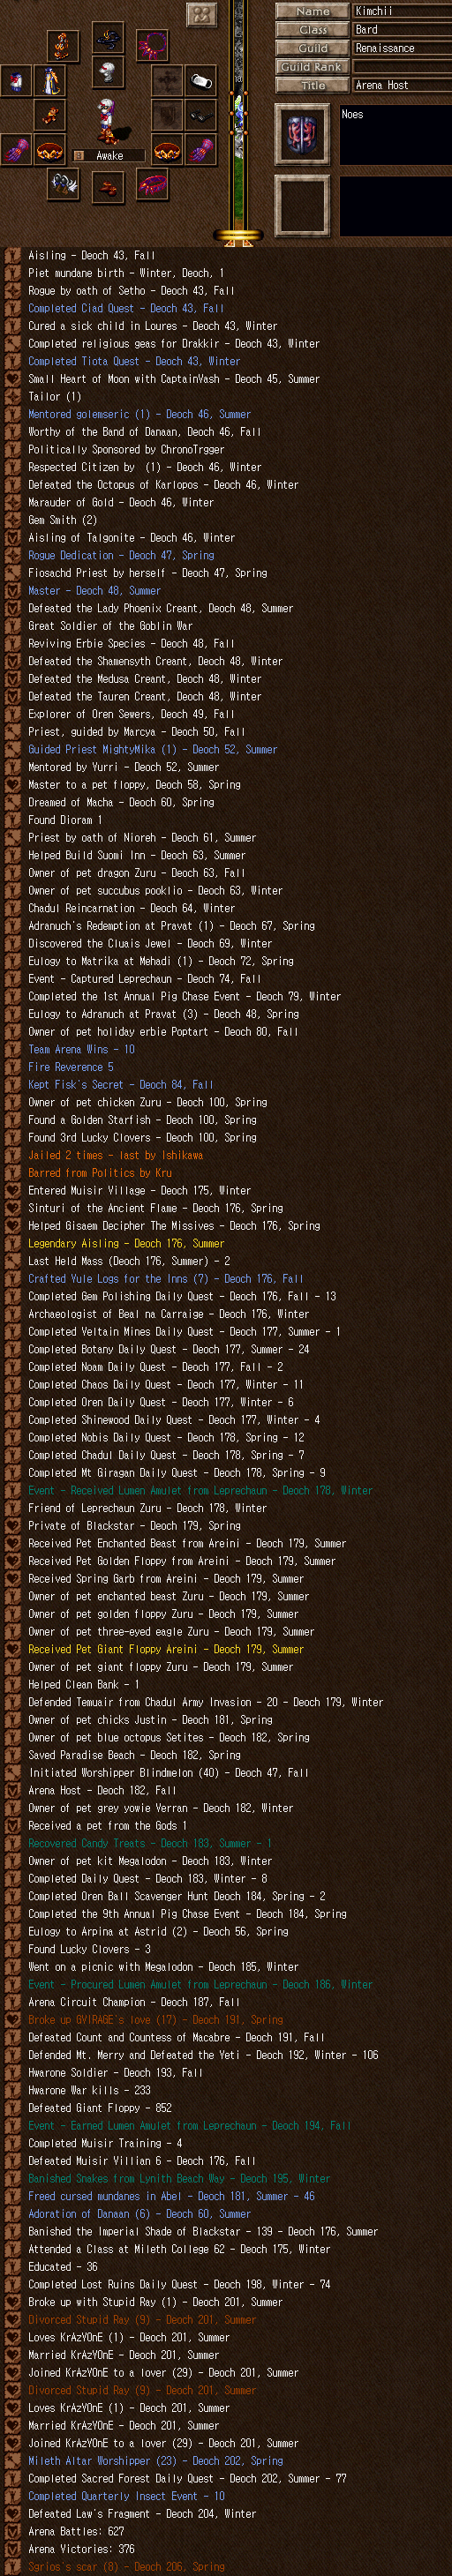 Name Kimchii
Class Bard
Guild Renaissance
Guild Rank
Title Arena Host
Noes
Awake
Aisling - Deoch 43, Fall
Piet mundane birth - Winter, Deoch, 1
Rogue by oath of Setho - Deoch 43, Fall
Completed Ciad Quest - Deoch 43, Fall
Cured a sick child in Loures - Deoch 43, Winter
Completed religious geas for Drakkir - Deoch 43, Winter
Completed Tiota Quest - Deoch 43, Winter
Small Heart of Moon with CaptainYash - Deoch 45, Summer
Tailor (1)
Mentored golemseric (1) - Deoch 46, Summer
Worthy of the Band of Danaan, Deoch 46, Fall
Politically Sponsored by ChronoTrgger
Respected Citizen by  (1) - Deoch 46, Winter
Defeated the Octopus of Karlopos - Deoch 46, Winter
Marauder of Gold - Deoch 46, Winter
Gem Smith (2)
Aisling of Talgonite - Deoch 46, Winter
Rogue Dedication - Deoch 47, Spring
Fiosachd Priest by herself - Deoch 47, Spring
Master - Deoch 48, Summer
Defeated the Lady Phoenix Creant, Deoch 48, Summer
Great Soldier of the Goblin War
Reviving Erbie Species - Deoch 48, Fall
Defeated the Shamensyth Creant, Deoch 48, Winter
Defeated the Medusa Creant, Deoch 48, Winter
Defeated the Tauren Creant, Deoch 48, Winter
Explorer of Oren Sewers, Deoch 49, Fall
Priest, guided by Marcya - Deoch 50, Fall
Guided Priest MightyMika (1) - Deoch 52, Summer
Mentored by Yurri - Deoch 52, Summer
Master to a pet floppy, Deoch 58, Spring
Dreamed of Macha - Deoch 60, Spring
Found Dioram 1
Priest by oath of Nioreh - Deoch 61, Summer
Helped Build Suomi Inn - Deoch 63, Summer
Owner of pet dragon Zuru - Deoch 63, Fall
Owner of pet succubus pooklio - Deoch 63, Winter
Chadul Reincarnation - Deoch 64, Winter
Adranuch's Redemption at Pravat (1) - Deoch 67, Spring
Discovered the Cluais Jewel - Deoch 69, Winter
Eulogy to Matrika at Mehadi (1) - Deoch 72, Spring
Event - Captured Leprechaun - Deoch 74, Fall
Completed the 1st Annual Pig Chase Event - Deoch 79, Winter
Eulogy to Adranuch at Pravat (3) - Deoch 48, Spring
Owner of pet holiday erbie Poptart - Deoch 80, Fall
Team Arena Wins - 10
Fire Reverence 5
Kept Fisk's Secret - Deoch 84, Fall
Owner of pet chicken Zuru - Deoch 100, Spring
Found a Golden Starfish - Deoch 100, Spring
Found 3rd Lucky Clovers - Deoch 100, Spring
Jailed 2 times - last by Ishikawa
Barred from Politics by Kru
Entered Muisir Village - Deoch 175, Winter
Sinturi of the Ancient Flame - Deoch 176, Spring
Helped Gisaem Decipher The Missives - Deoch 176, Spring
Legendary Aisling - Deoch 176, Summer
Last Held Mass (Deoch 176, Summer) - 2
Crafted Yule Logs for the Inns (7) - Deoch 176, Fall
Completed Gem Polishing Daily Quest - Deoch 176, Fall - 13
Archaeologist of Beal na Carraige - Deoch 176, Winter
Completed Veltain Mines Daily Quest - Deoch 177, Summer - 1
Completed Botany Daily Quest - Deoch 177, Summer - 24
Completed Noam Daily Quest - Deoch 177, Fall - 2
Completed Chaos Daily Quest - Deoch 177, Winter - 11
Completed Oren Daily Quest - Deoch 177, Winter - 6
Completed Shinewood Daily Quest - Deoch 177, Winter - 4
Completed Nobis Daily Quest - Deoch 178, Spring - 12
Completed Chadul Daily Quest - Deoch 178, Spring - 7
Completed Mt Giragan Daily Quest - Deoch 178, Spring - 9
Event - Received Lumen Amulet from Leprechaun - Deoch 178, Winter
Friend of Leprechaun Zuru - Deoch 178, Winter
Private of Blackstar - Deoch 179, Spring
Received Pet Enchanted Beast from Areini - Deoch 179, Summer
Received Pet Golden Floppy from Areini - Deoch 179, Summer
Received Spring Garb from Areini - Deoch 179, Summer
Owner of pet enchanted beast Zuru - Deoch 179, Summer
Owner of pet golden floppy Zuru - Deoch 179, Summer
Owner of pet three-eyed eagle Zuru - Deoch 179, Summer
Received Pet Giant Floppy Areini - Deoch 179, Summer
Owner of pet giant floppy Zuru - Deoch 179, Summer
Helped Clean Bank - 1
Defended Temuair from Chadul Army Invasion - 20 - Deoch 179, Winter
Owner of pet chicks Justin - Deoch 181, Spring
Owner of pet blue octopus Setites - Deoch 182, Spring
Saved Paradise Beach - Deoch 182, Spring
Initiated Worshipper Blindmelon (40) - Deoch 47, Fall
Arena Host - Deoch 182, Fall
Owner of pet grey yowie Verran - Deoch 182, Winter
Received a pet from the Gods 1
Recovered Candy Treats - Deoch 183, Summer - 1
Owner of pet kit Megalodon - Deoch 183, Winter
Completed Daily Quest - Deoch 183, Winter - 8
Completed Oren Ball Scavenger Hunt Deoch 184, Spring - 2
Completed the 9th Annual Pig Chase Event - Deoch 184, Spring
Eulogy to Arpina at Astrid (2) - Deoch 56, Spring
Found Lucky Clovers - 3
Went on a picnic with Megalodon - Deoch 185, Winter
Event - Procured Lumen Amulet from Leprechaun - Deoch 186, Winter
Arena Circuit Champion - Deoch 187, Fall
Broke up GVIRAGE's love (17) - Deoch 191, Spring
Defeated Count and Countess of Macabre - Deoch 191, Fall
Defended Mt. Merry and Defeated the Yeti - Deoch 192, Winter - 106
Hwarone Soldier - Deoch 193, Fall
Hwarone War kills - 233
Defeated Giant Floppy - 852
Event - Earned Lumen Amulet from Leprechaun - Deoch 194, Fall
Completed Muisir Training - 4
Defeated Muisir Villian 6 - Deoch 176, Fall
Banished Snakes from Lynith Beach Way - Deoch 195, Winter
Freed cursed mundanes in Abel - Deoch 181, Summer - 46
Adoration of Danaan (6) - Deoch 60, Summer
Banished the Imperial Shade of Blackstar - 139 - Deoch 176, Summer
Attended a Class at Mileth College 62 - Deoch 175, Winter
Educated - 36
Completed Lost Ruins Daily Quest - Deoch 198, Winter - 74
Broke up with Stupid Ray (1) - Deoch 201, Summer
Divorced Stupid Ray (9) - Deoch 201, Summer
Loves KrAzYOnE (1) - Deoch 201, Summer
Married KrAzYOnE - Deoch 201, Summer
Joined KrAzYOnE to a lover (29) - Deoch 201, Summer
Divorced Stupid Ray (9) - Deoch 201, Summer
Loves KrAzYOnE (1) - Deoch 201, Summer
Married KrAzYOnE - Deoch 201, Summer
Joined KrAzYOnE to a lover (29) - Deoch 201, Summer
Mileth Altar Worshipper (23) - Deoch 202, Spring
Completed Sacred Forest Daily Quest - Deoch 202, Summer - 77
Completed Quarterly Insect Event - 10
Defeated Law's Fragment - Deoch 204, Winter
Arena Battles: 627
Arena Victories: 376
Sgrios's scar (8) - Deoch 206, Spring